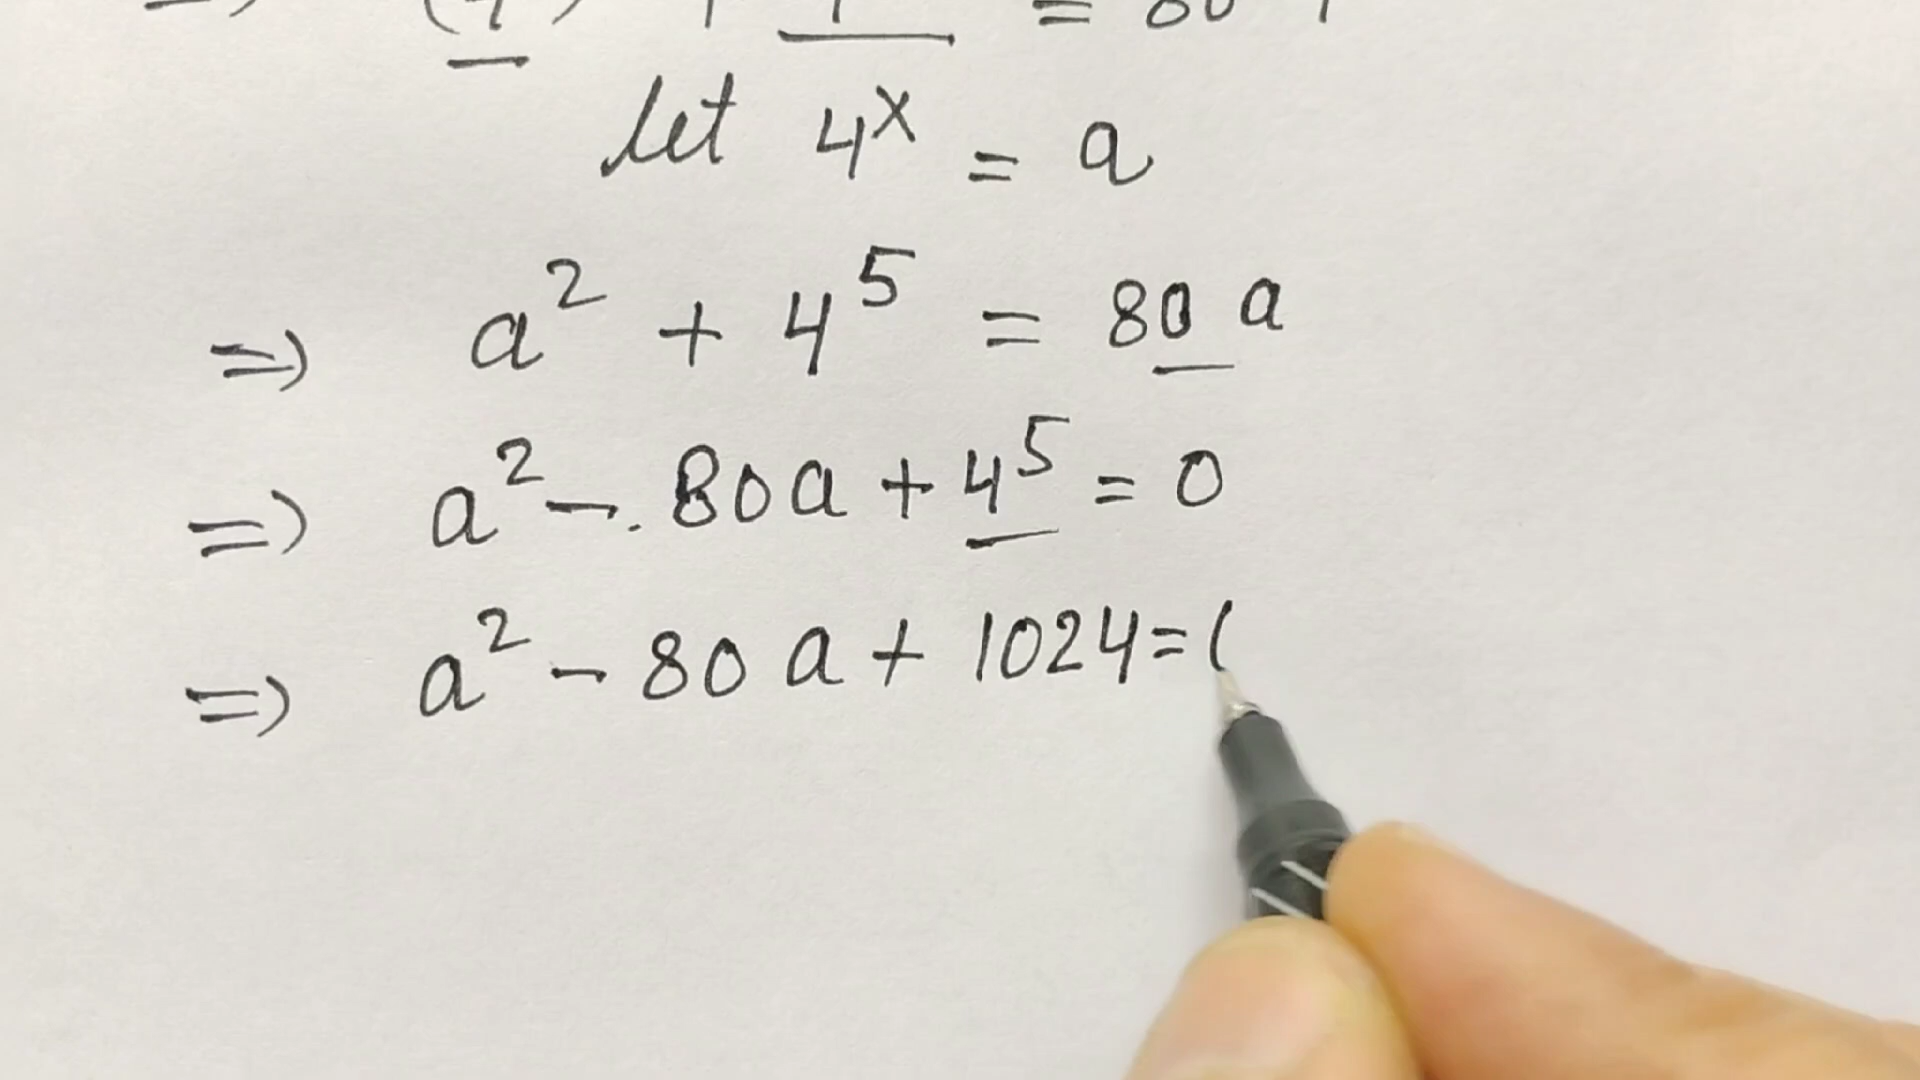 let 4^x = a
=> a^2 + 4^5 = 80 a
=> a^2 - . 80a + 4^5 = 0
=> a^2 - 80 a + 1024 = (